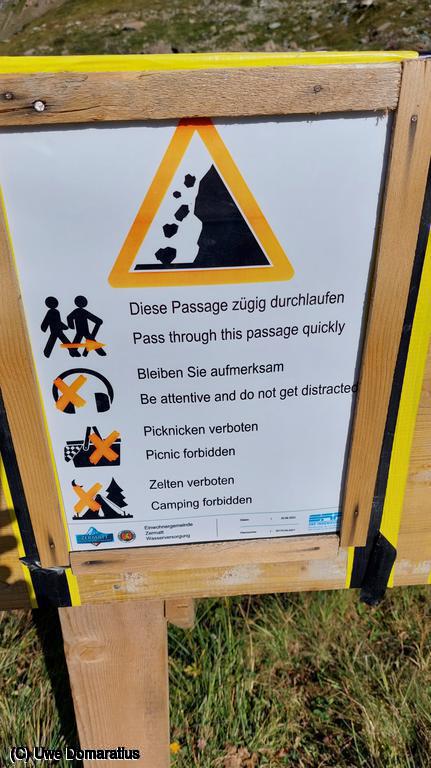 Diese Passage zügig durchlaufen
Pass through this passage quickly
Bleiben Sie aufmerksam
Be attentive and do not get distracted
Picknicken verboten
Picnic forbidden
Zelten verboten
Camping forbidden
Einwohnergemeinde
Zermatt
Wasserversorgung
(C) Uwe Domaratius